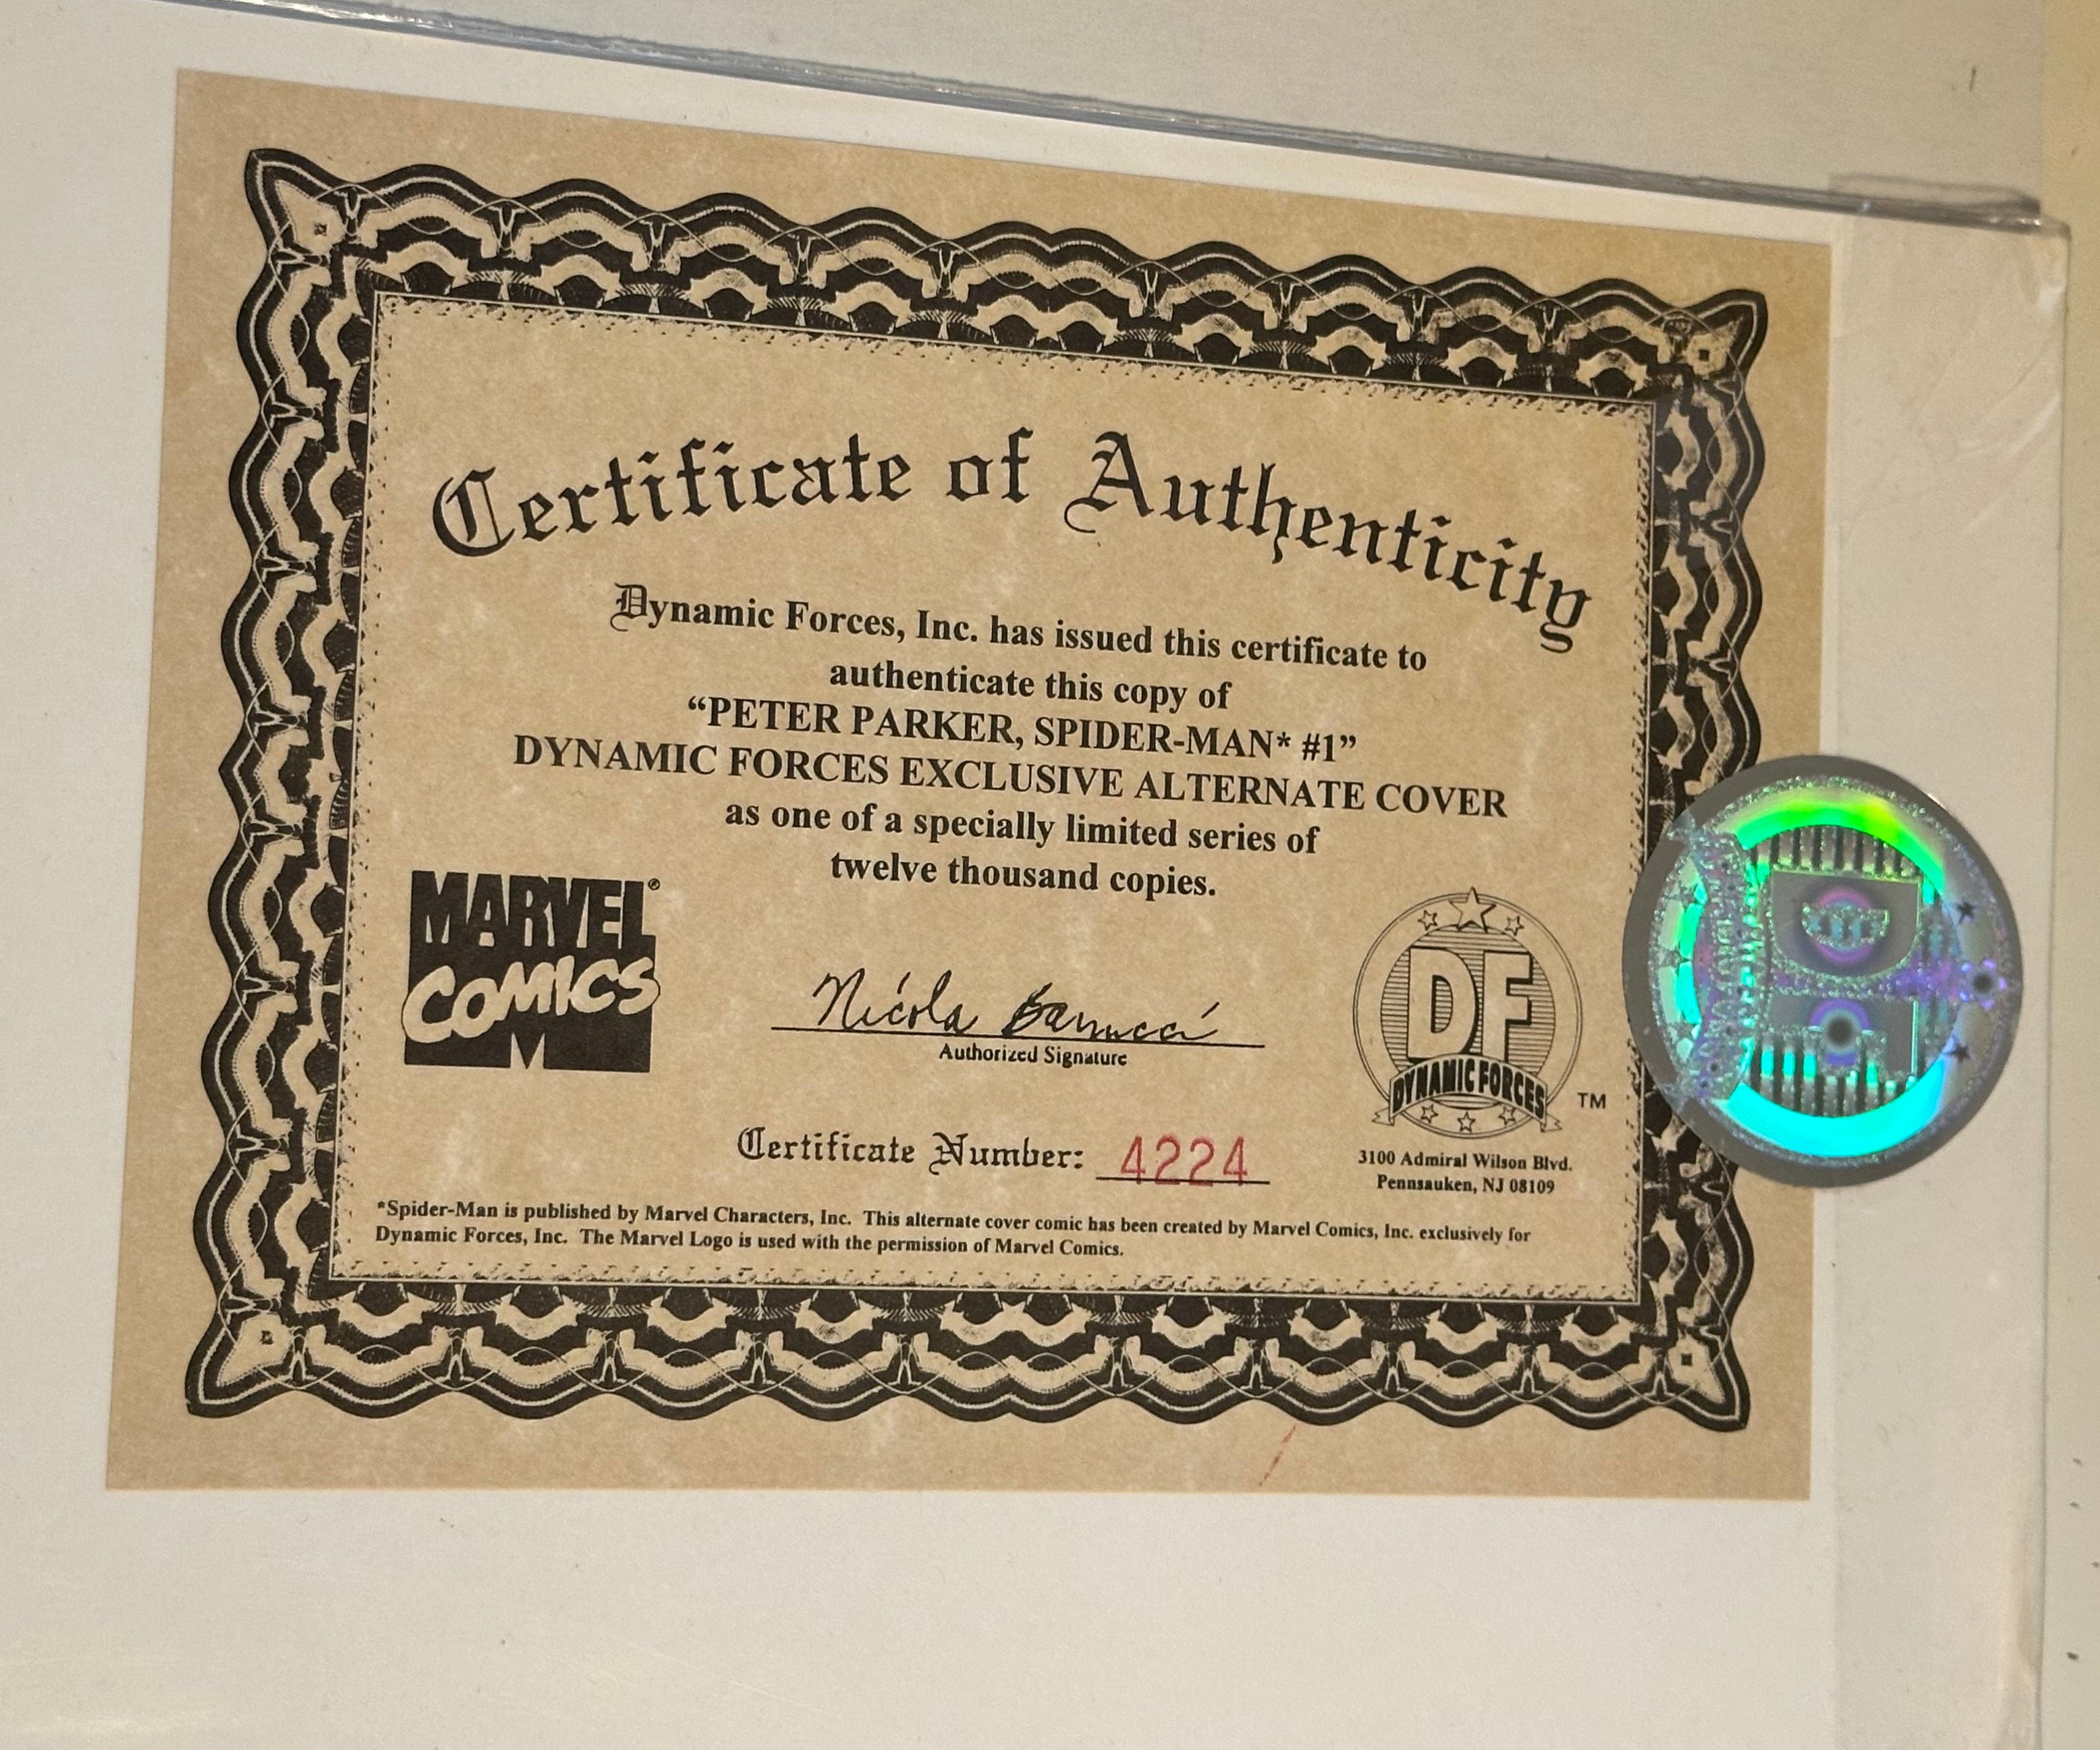 Certificate of Authenticity
Dynamic Forces, Inc. has issued this certificate to
authenticate this copy of
“PETER PARKER, SPIDER-MAN* #1”
DYNAMIC FORCES EXCLUSIVE ALTERNATE COVER
as one of a specially limited series of
twelve thousand copies.
MARVEL®
COMICS
Nicola Barrucci
Authorized Signature
DF
DYNAMIC FORCES
TM
Certificate Number: 4224
3100 Admiral Wilson Blvd.
Pennsauken, NJ 08109
*Spider-Man is published by Marvel Characters, Inc. This alternate cover comic has been created by Marvel Comics, Inc. exclusively for
Dynamic Forces, Inc. The Marvel Logo is used with the permission of Marvel Comics.
DF